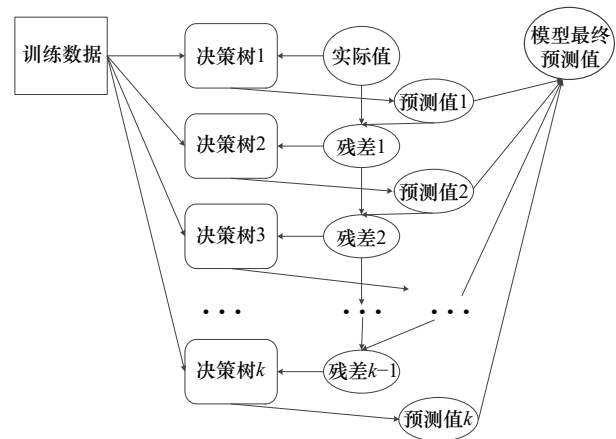 训练数据
决策树1
实际值
模型最终
预测值
预测值1
决策树2
残差1
预测值2
决策树3
残差2
• • •
• • •
• • •
决策树k
残差k−1
预测值k